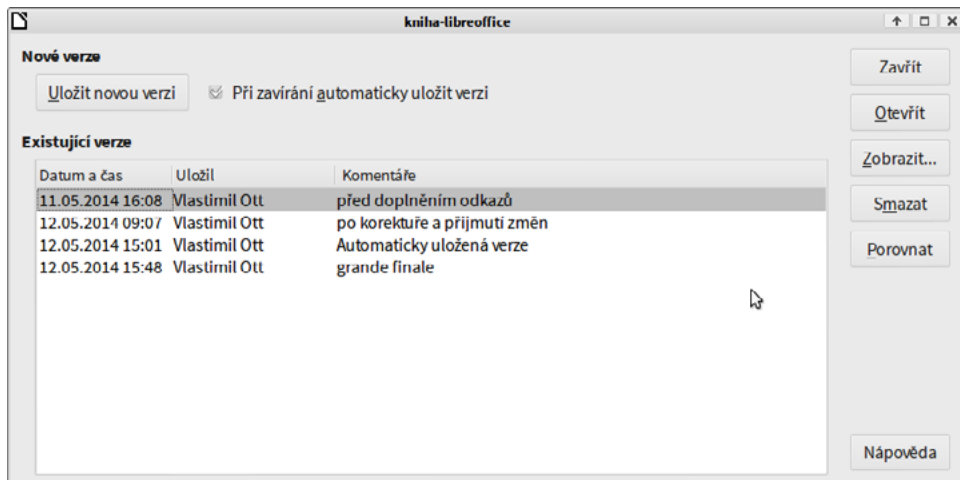 kniha-libreoffice
Nové verze
Uložit novou verzi Při zavírání automaticky uložit verzi
Existující verze
Datum a čas Uložil Komentáře
11.05.2014 16:08 Vlastimil Ott před doplněním odkazů
12.05.2014 09:07 Vlastimil Ott po korektuře a přijmutí změn
12.05.2014 15:01 Vlastimil Ott Automaticky uložená verze
12.05.2014 15:48 Vlastimil Ott grande finale
Zavřít
Otevřít
Zobrazit...
Smazat
Porovnat
Nápověda